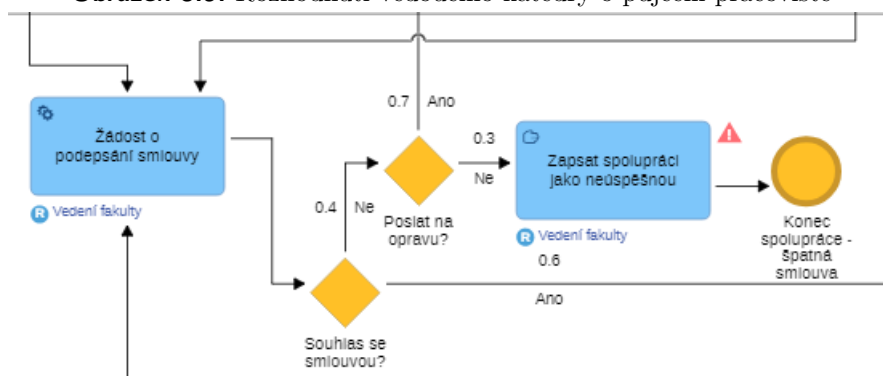 0.7 Ano
Žádost o
podepsání smlouvy
0.3
Ne
Zapsat spolupráci
jako neúspěšnou
R Vedení fakulty
0.4
Ne
Poslat na
opravu?
R Vedení fakulty
0.6
Konec
spolupráce -
špatná
smlouva
Ano
Souhlas se
smlouvou?